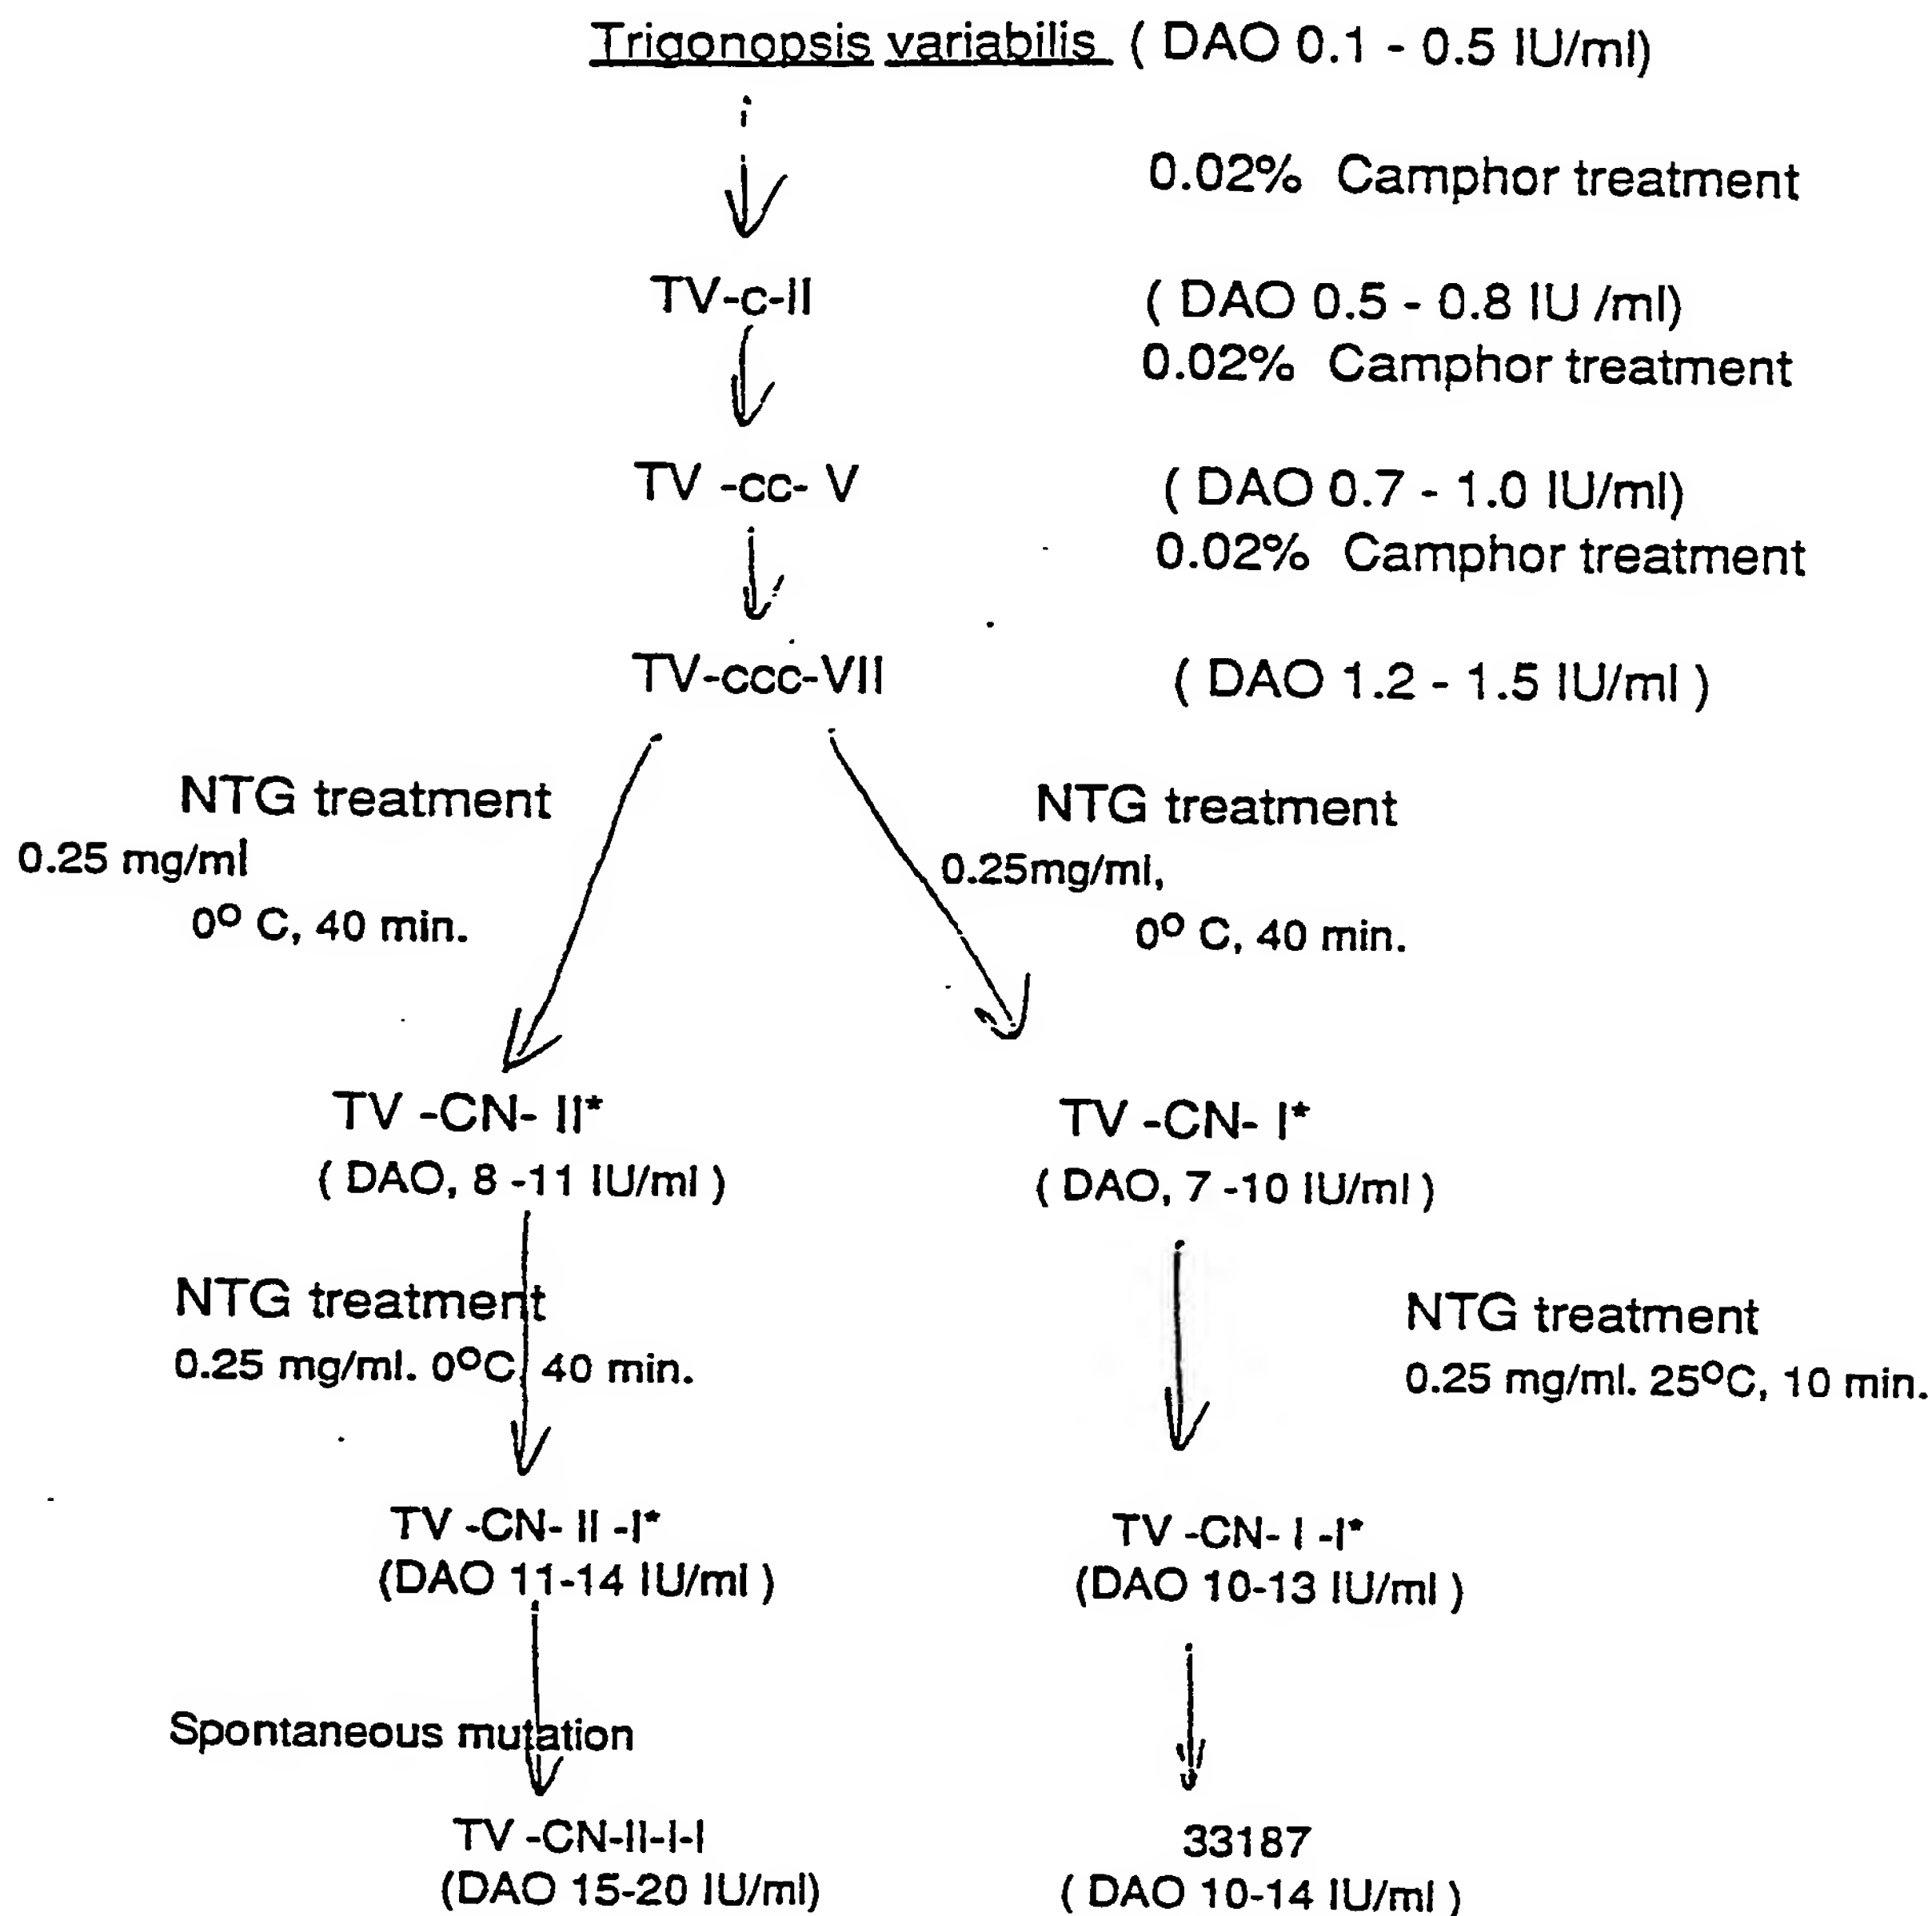 Trigonopsis variabilis ( DAO 0.1 - 0.5 IU/ml)
0.02% Camphor treatment
TV-c-II
( DAO 0.5 - 0.8 IU /ml)
0.02% Camphor treatment
TV -cc- V
( DAO 0.7 - 1.0 IU/ml)
0.02% Camphor treatment
TV-ccc-VII
( DAO 1.2 - 1.5 IU/ml )
NTG treatment
0.25 mg/ml
0º C, 40 min.
NTG treatment
0.25mg/ml,
0º C, 40 min.
TV -CN- II*
( DAO, 8 -11 IU/ml )
TV -CN- I*
( DAO, 7 -10 IU/ml )
NTG treatment
0.25 mg/ml. 0ºC, 40 min.
NTG treatment
0.25 mg/ml. 25ºC, 10 min.
TV -CN- II -I*
(DAO 11-14 IU/ml )
TV -CN- I -I*
(DAO 10-13 IU/ml )
Spontaneous mutation
TV -CN-II-I-I
(DAO 15-20 IU/ml)
33187
( DAO 10-14 IU/ml )